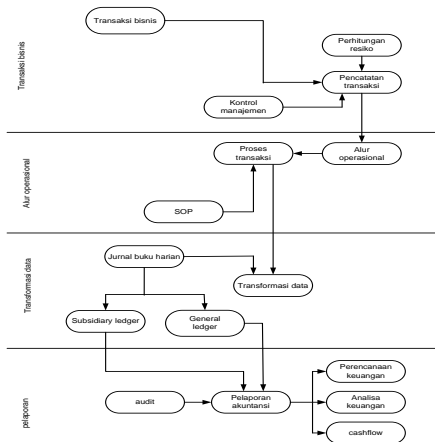 Transaksi bisnis
Transaksi bisnis
Perhitungan
resiko
Pencatatan
transaksi
Kontrol
manajemen
Alur operasional
Proses
transaksi
Alur
operasional
SOP
Transformasi data
Jurnal buku harian
Transformasi data
Subsidiary ledger
General
ledger
pelaporan
audit
Pelaporan
akuntansi
Perencanaan
keuangan
Analisa
keuangan
cashflow